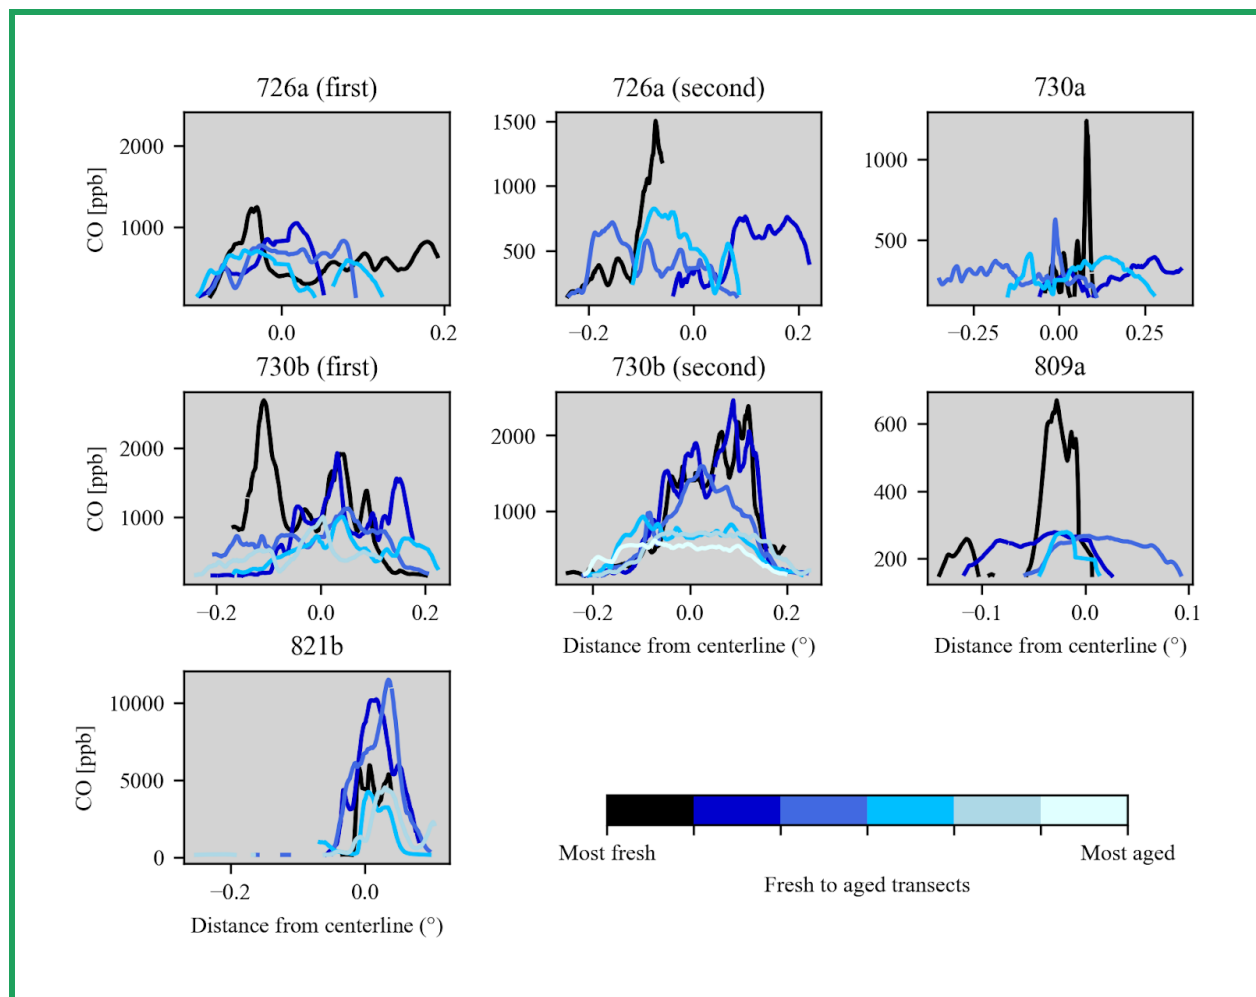 726a (first)
726a (second)
730a
CO [ppb]
2000
1000
0.0
0.2
1500
1000
500
−0.2
0.0
0.2
1000
500
−0.25
0.00
0.25
730b (first)
730b (second)
809a
CO [ppb]
2000
1000
−0.2
0.0
0.2
2000
1000
−0.2
0.0
0.2
Distance from centerline (°)
600
400
200
−0.1
0.0
0.1
Distance from centerline (°)
821b
CO [ppb]
10000
5000
0
−0.2
0.0
Distance from centerline (°)
Most fresh
Most aged
Fresh to aged transects